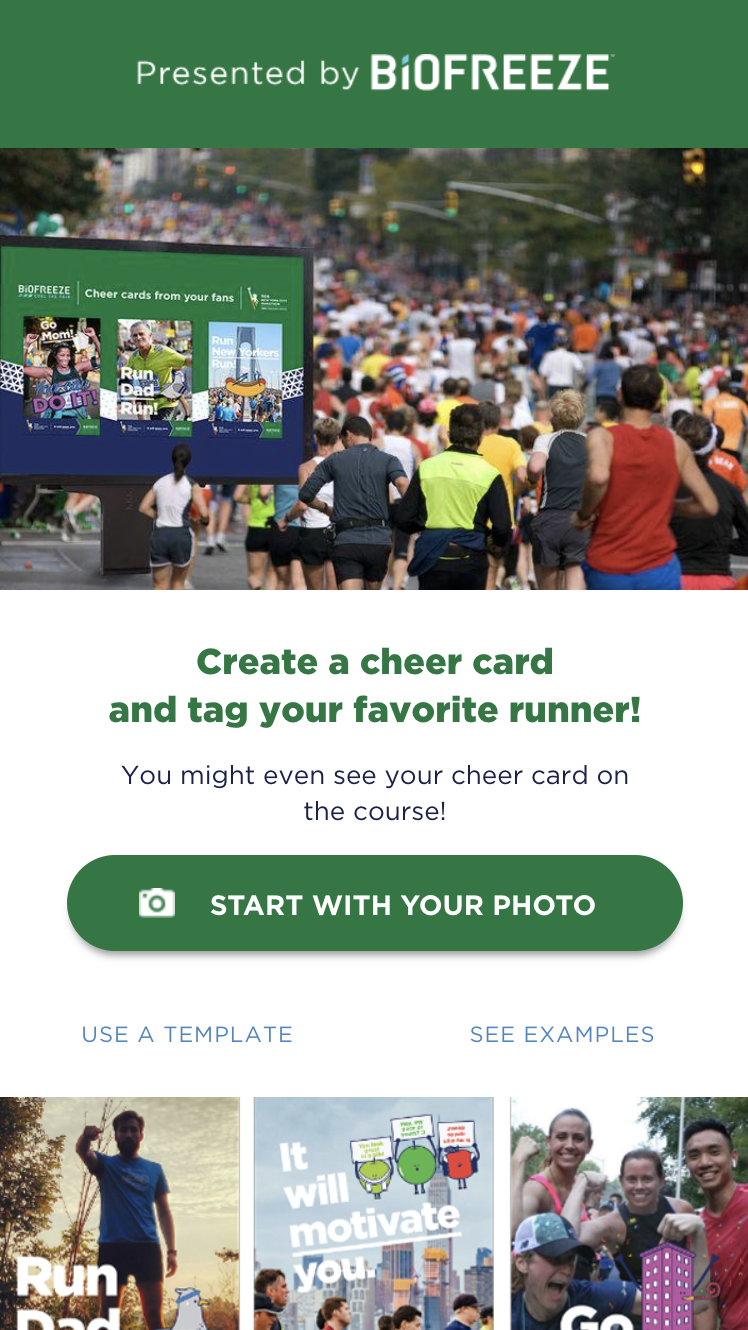 Presented by BiOFREEZE
BiOFREEZE
Cheer cards from your fans
Go
Mom!
DO IT!
Run
Dad
Run!
Run
New Yorkers
Run!
Create a cheer card
and tag your favorite runner!
You might even see your cheer card on
the course!
START WITH YOUR PHOTO
USE A TEMPLATE
SEE EXAMPLES
Run
Dad
It
will
motivate
you.
Go